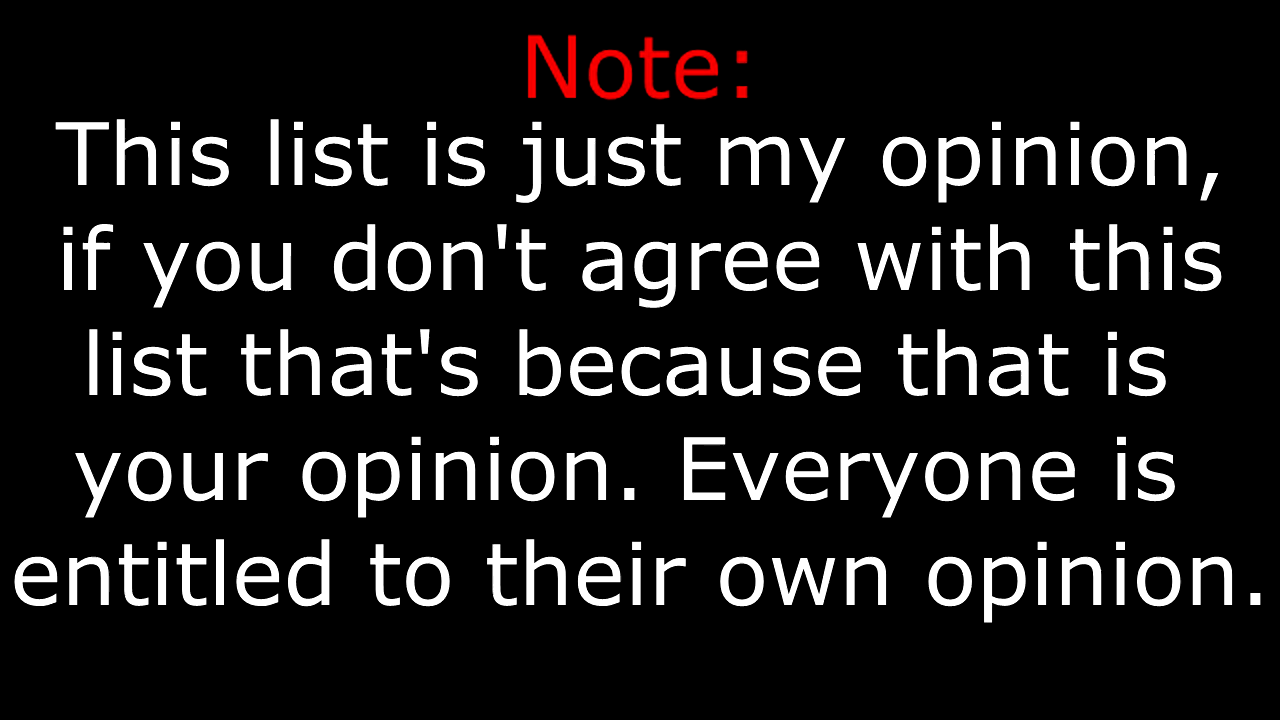 Note:
This list is just my opinion,
if you don't agree with this
list that's because that is
your opinion. Everyone is
entitled to their own opinion.